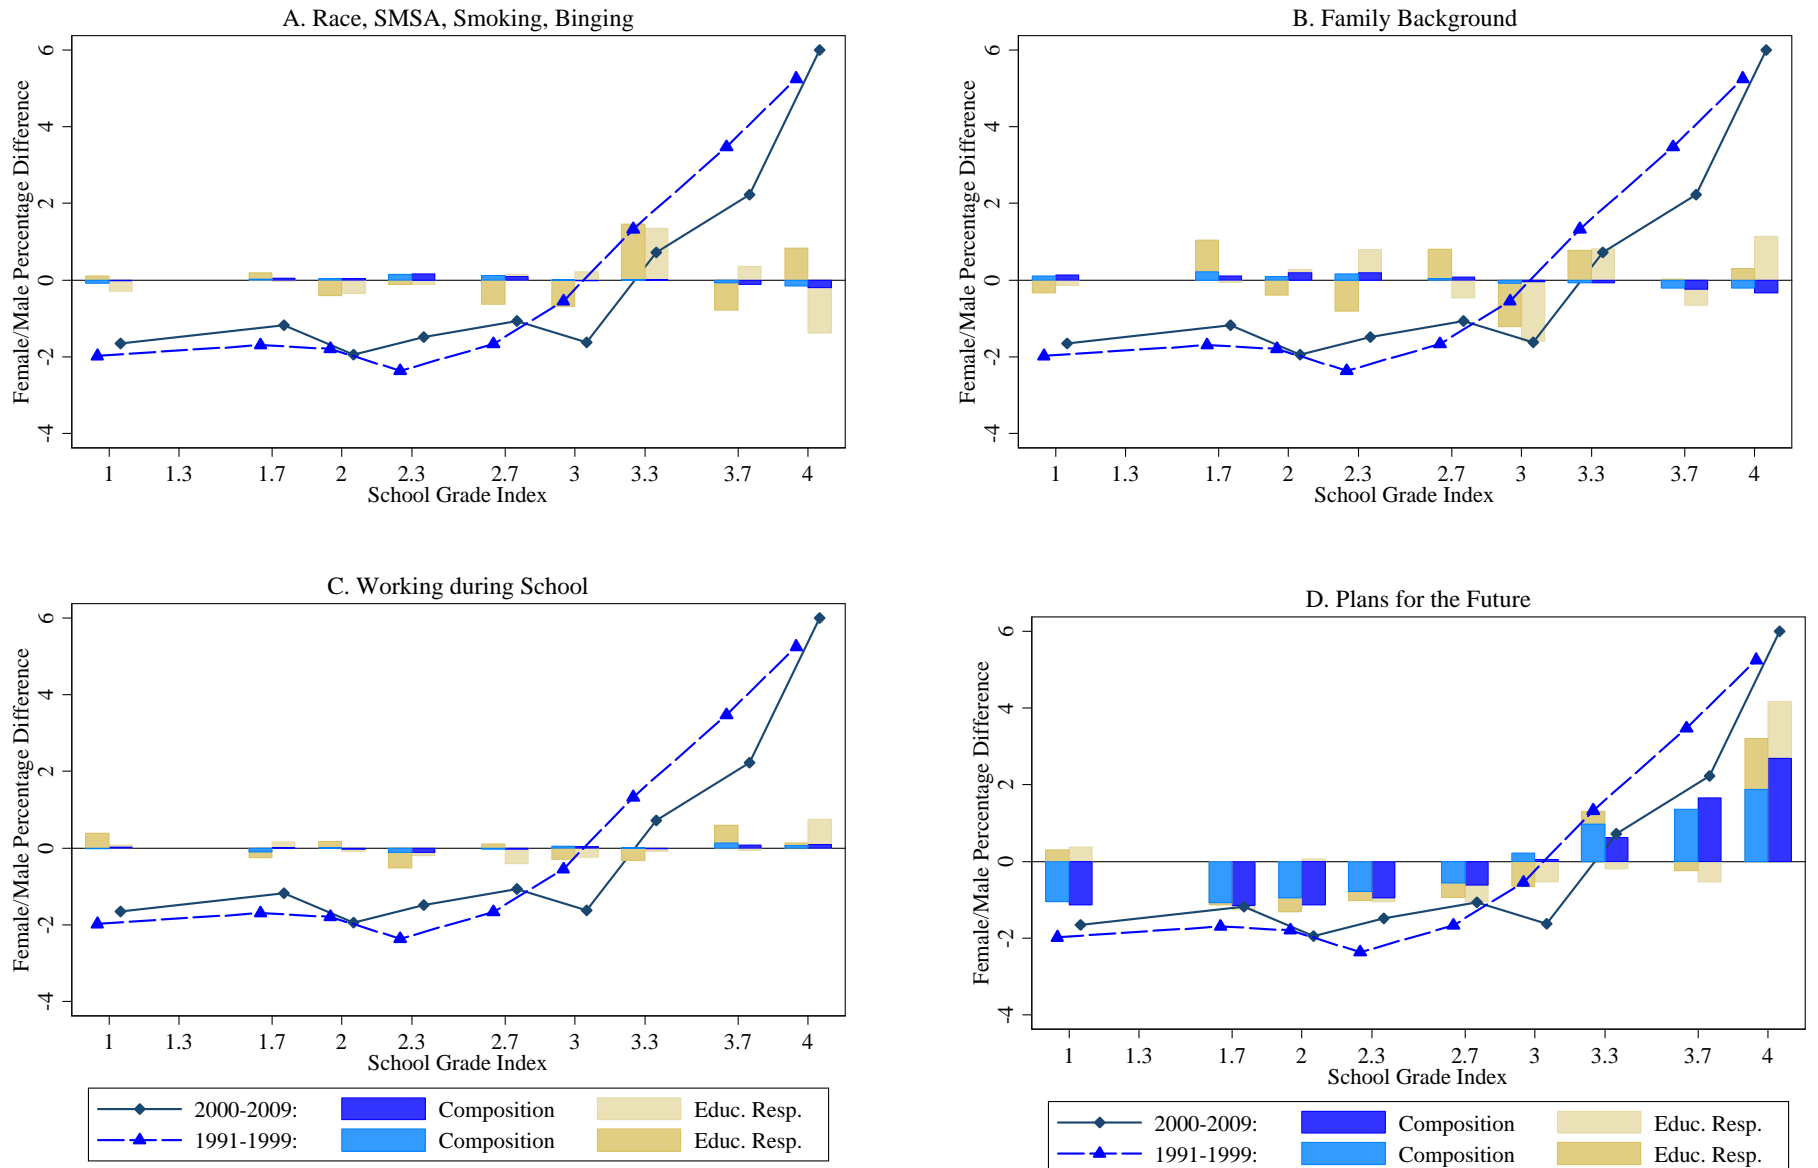 A. Race, SMSA, Smoking, Binging
Female/Male Percentage Difference
6
4
2
0
-2
-4
1 1.3 1.7 2 2.3 2.7 3 3.3 3.7 4
School Grade Index
B. Family Background
Female/Male Percentage Difference
6
4
2
0
-2
-4
1 1.3 1.7 2 2.3 2.7 3 3.3 3.7 4
School Grade Index
C. Working during School
Female/Male Percentage Difference
6
4
2
0
-2
-4
1 1.3 1.7 2 2.3 2.7 3 3.3 3.7 4
School Grade Index
2000-2009: Composition Educ. Resp.
1991-1999: Composition Educ. Resp.
D. Plans for the Future
Female/Male Percentage Difference
6
4
2
0
-2
-4
1 1.3 1.7 2 2.3 2.7 3 3.3 3.7 4
School Grade Index
2000-2009: Composition Educ. Resp.
1991-1999: Composition Educ. Resp.